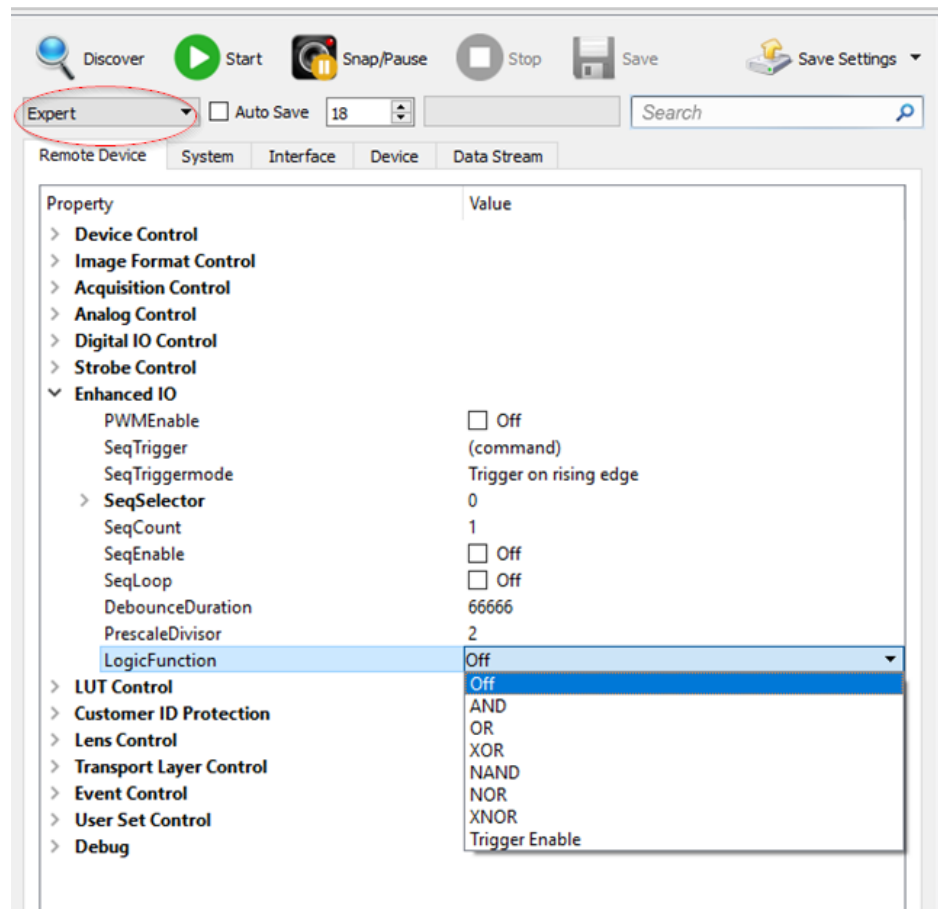 Discover Start Snap/Pause Stop Save Save Settings
Expert Auto Save 18 Search
Remote Device System Interface Device Data Stream
Property Value
Device Control
Image Format Control
Acquisition Control
Analog Control
Digital IO Control
Strobe Control
Enhanced IO
PWMEnable Off
SeqTrigger (command)
SeqTriggermode Trigger on rising edge
SeqSelector 0
SeqCount 1
SeqEnable Off
SeqLoop Off
DebounceDuration 66666
PrescaleDivisor 2
LogicFunction Off
LUT Control Off
Customer ID Protection AND
OR
Lens Control XOR
Transport Layer Control NAND
Event Control NOR
User Set Control XNOR
Debug Trigger Enable